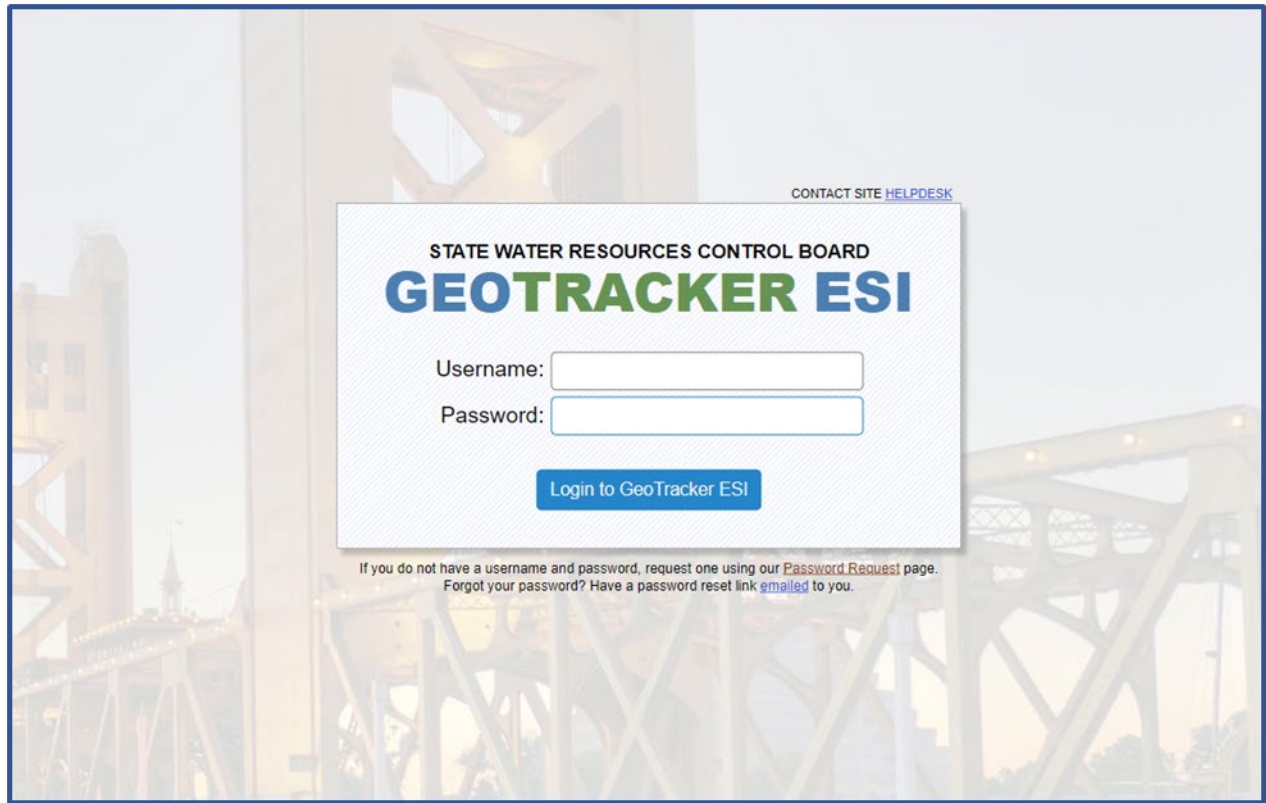 CONTACT SITE HELPDESK
STATE WATER RESOURCES CONTROL BOARD
GEOTRACKER ESI
Username:
Password:
Login to GeoTracker ESI
If you do not have a username and password, request one using our Password Request page.
Forgot your password? Have a password reset link emailed to you.